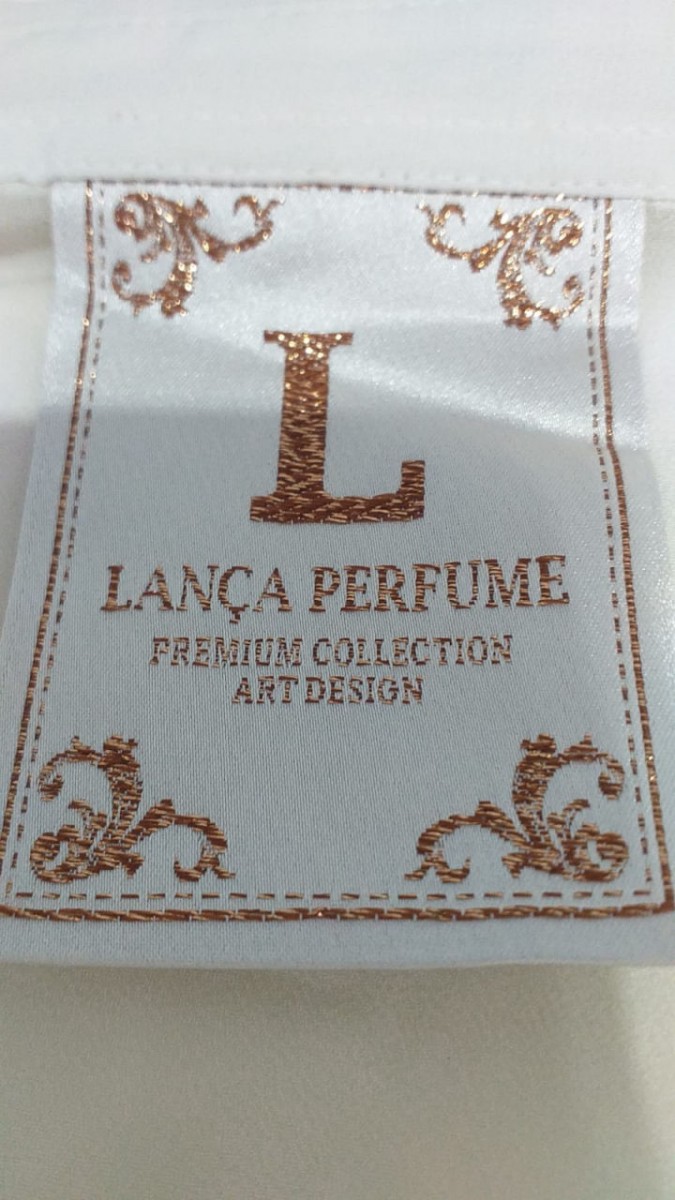 L
LANÇA PERFUME
PREMIUM COLLECTION
ART DESIGN